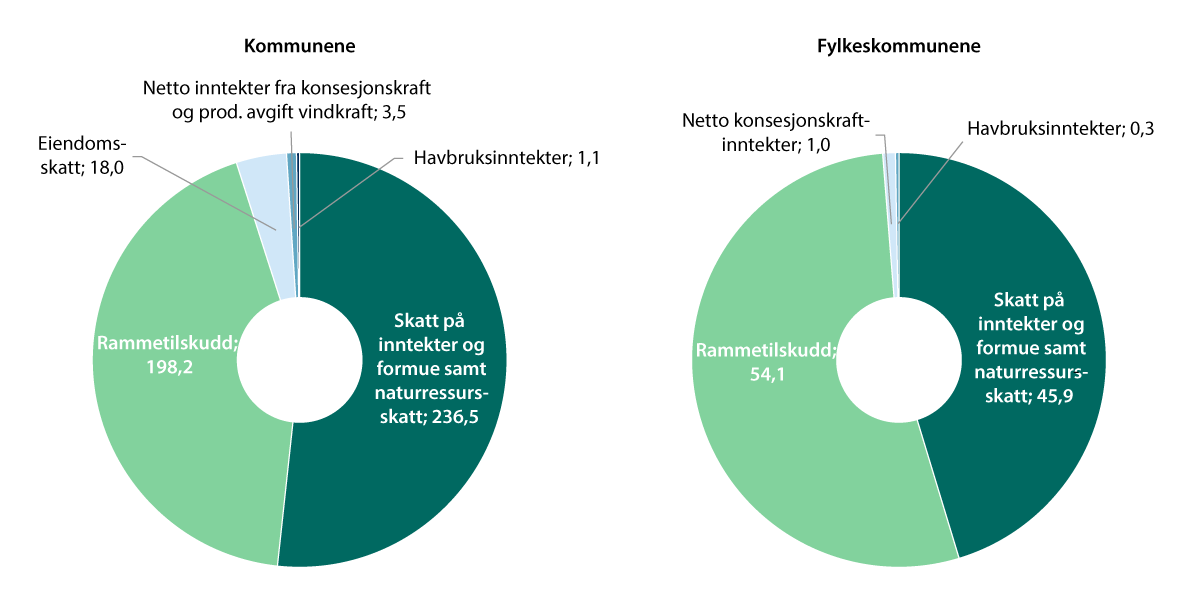 Kommunene
Netto inntekter fra konsesjonskraft
og prod. avgift vindkraft; 3,5
Eiendoms-
skatt; 18,0
Havbruksinntekter; 1,1
Rammetilskudd;
198,2
Skatt på
inntekter og
formue samt
naturressurs-
skatt; 236,5
Fylkeskommunene
Netto konsesjonskraft-
inntekter; 1,0
Havbruksinntekter; 0,3
Rammetilskudd;
54,1
Skatt på
inntekter og
formue samt
naturressurs-
skatt; 45,9